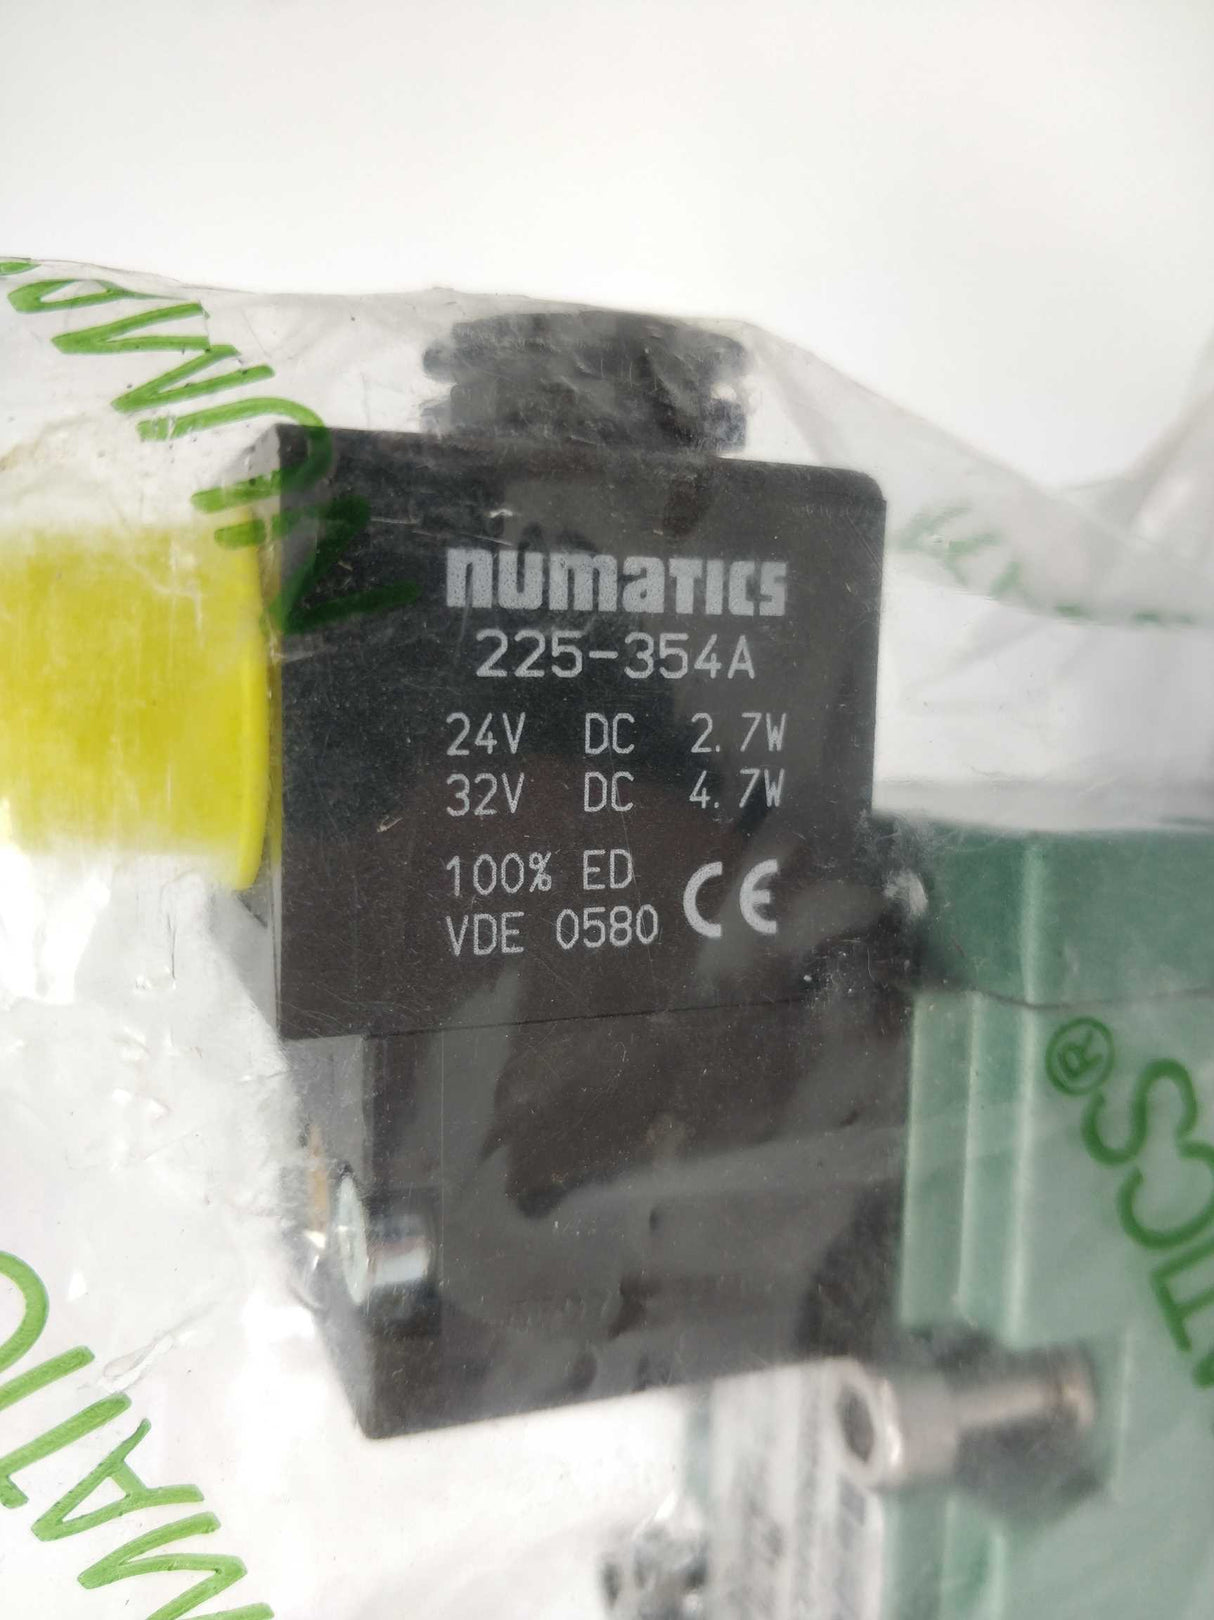 numatics
225-354A
24V DC 2.7W
32V DC 4.7W
100% ED
VDE 0580 CE